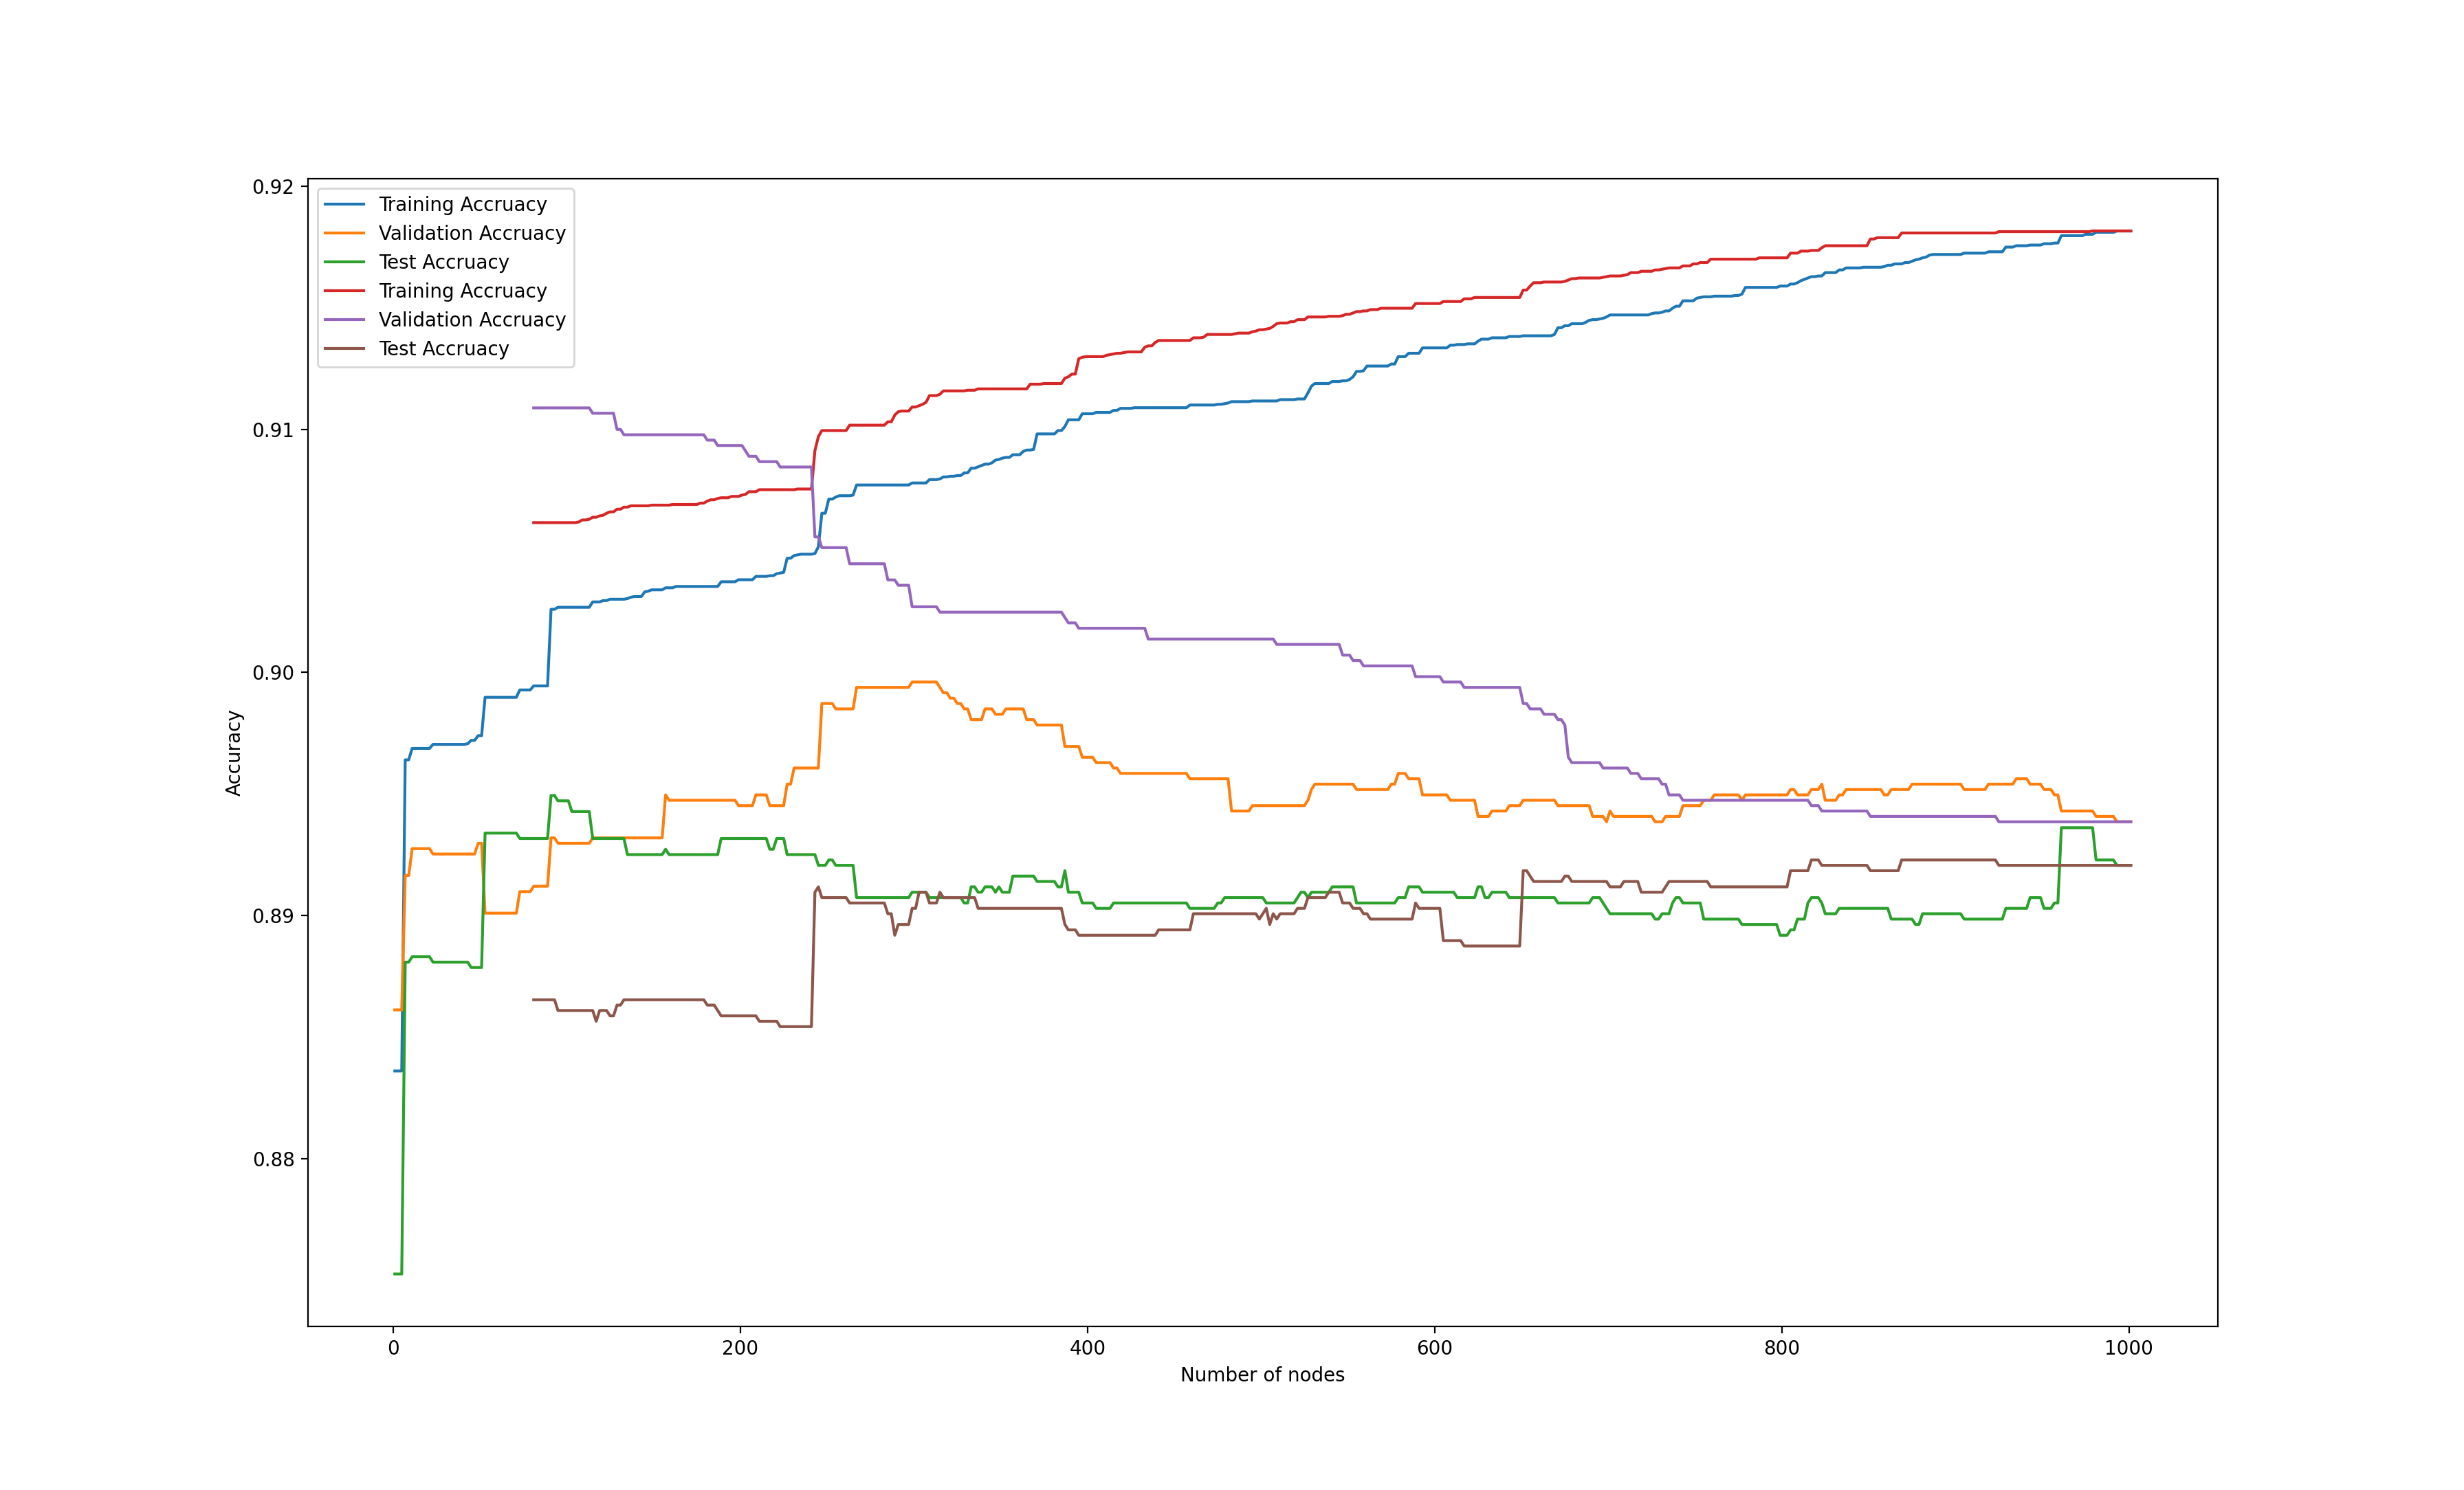 0.92
0.91
0.90
0.89
0.88
Accuracy
Training Accruacy
Validation Accruacy
Test Accruacy
Training Accruacy
Validation Accruacy
Test Accruacy
0 200 400 600 800 1000
Number of nodes